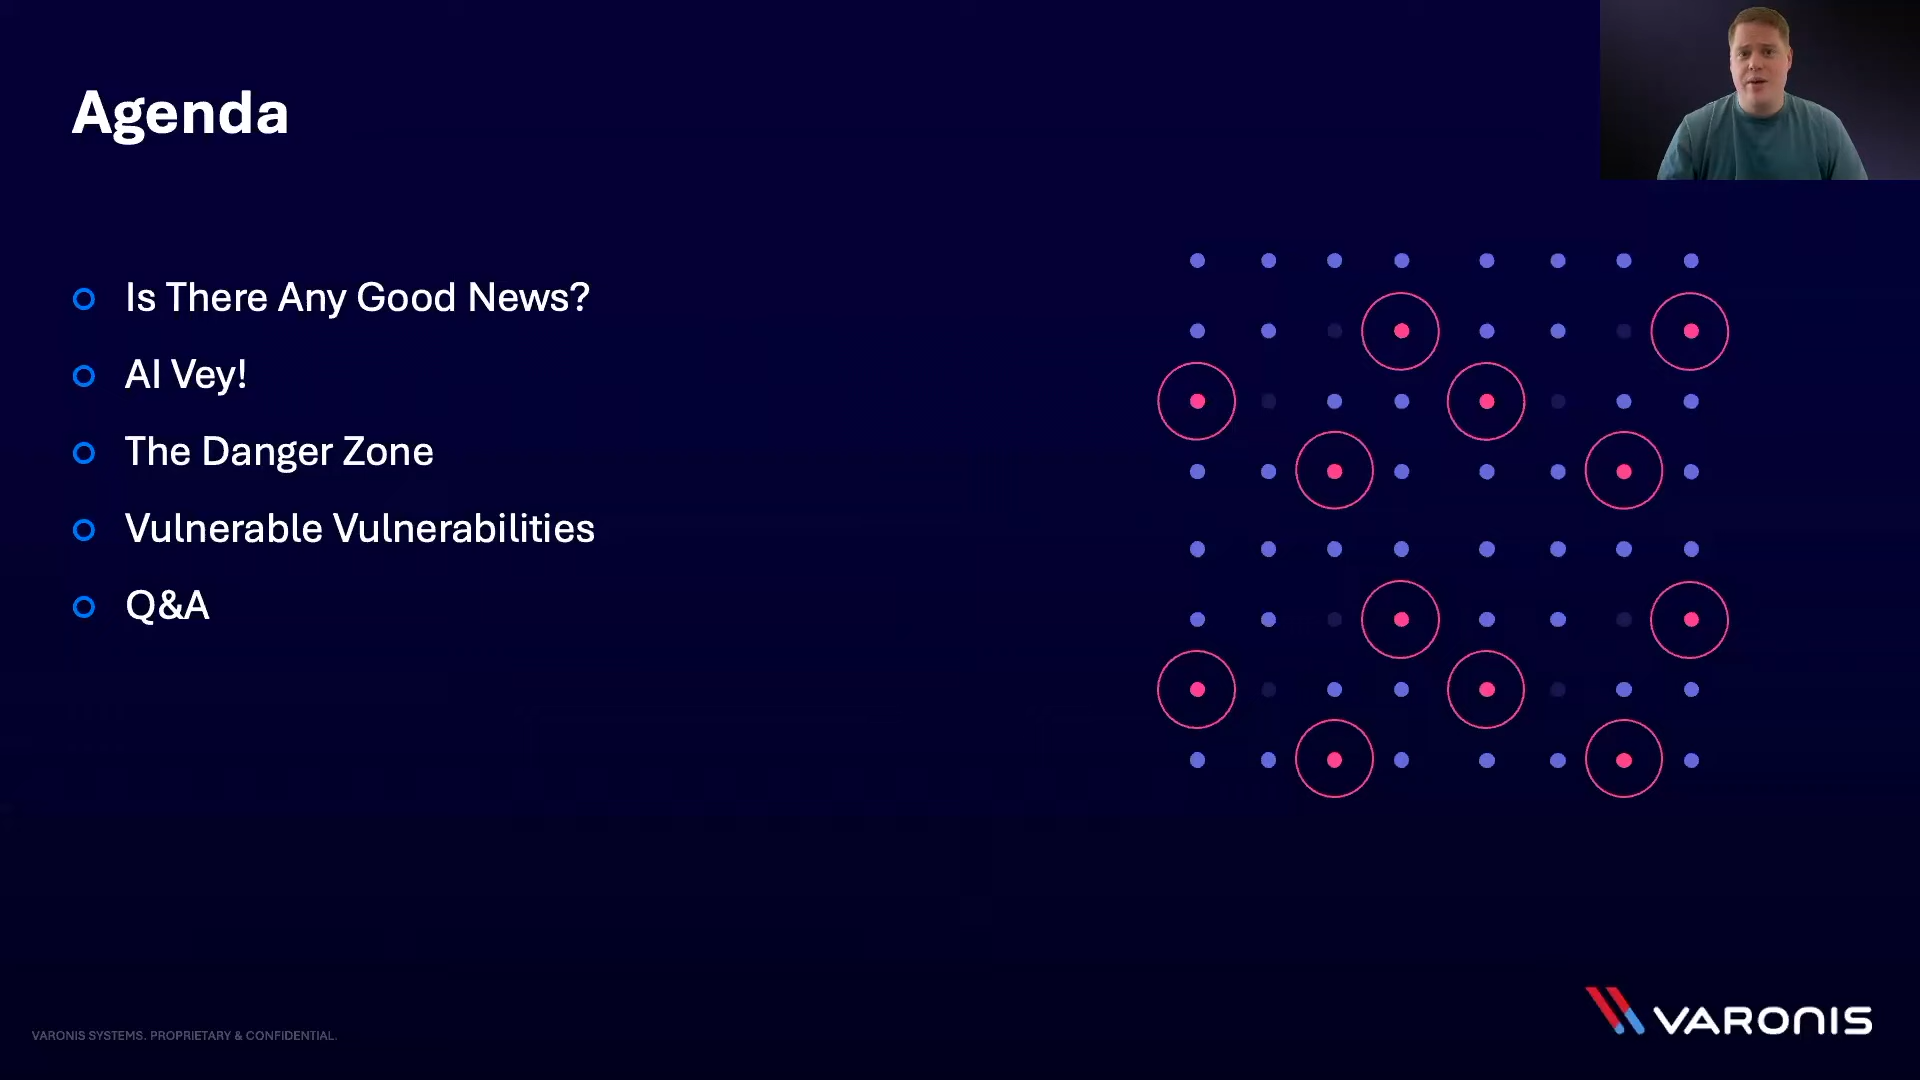 Agenda
Is There Any Good News?
AI Vey!
The Danger Zone
Vulnerable Vulnerabilities
Q&A
VARONIS SYSTEMS. PROPRIETARY & CONFIDENTIAL.
VARONIS